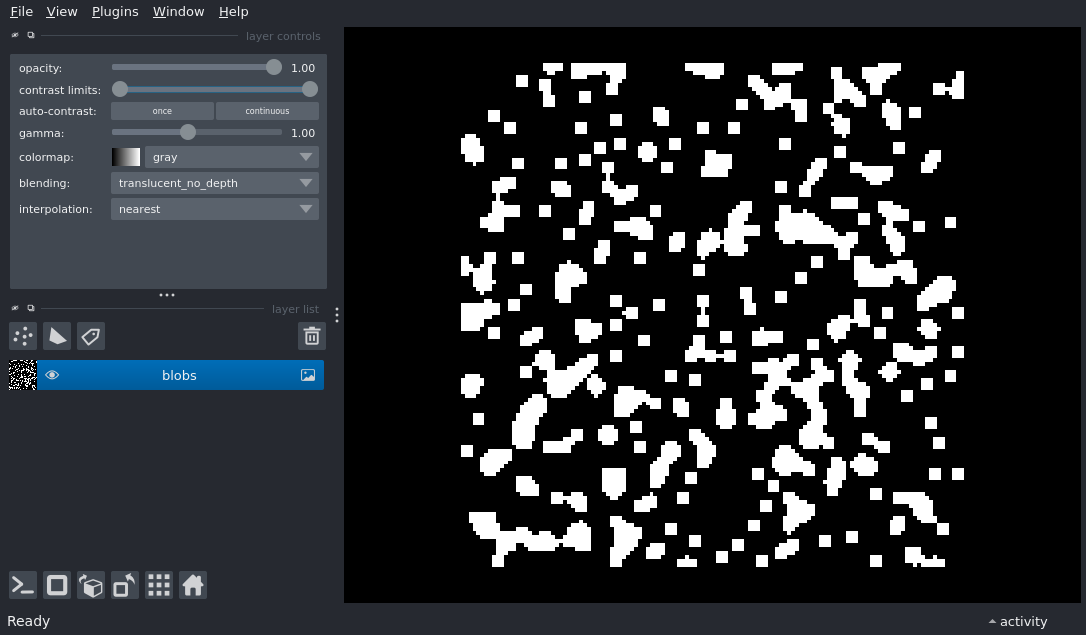 File View Plugins Window Help
layer controls
opacity: 1.00
contrast limits:
auto-contrast: once continuous
gamma: 1.00
colormap: gray
blending: translucent_no_depth
interpolation: nearest
layer list
blobs
Ready activity